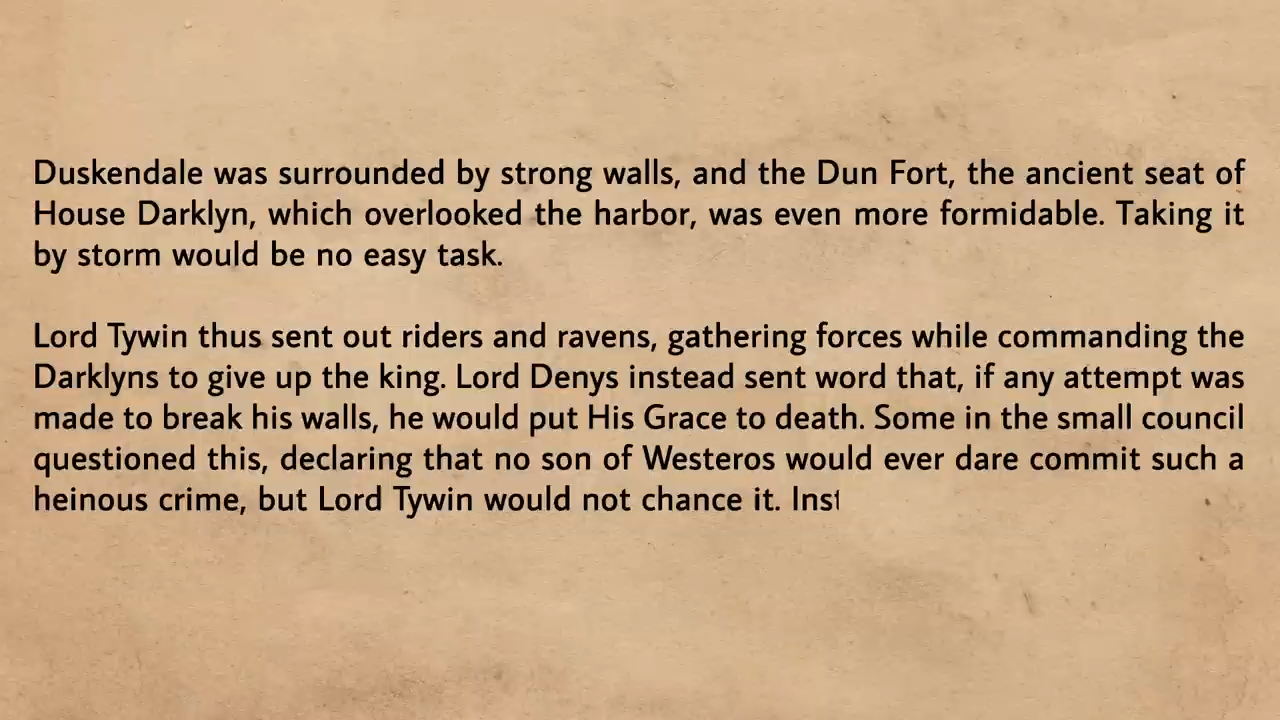 Duskendale was surrounded by strong walls, and the Dun Fort, the ancient seat of
House Darklyn, which overlooked the harbor, was even more formidable. Taking it
by storm would be no easy task.
Lord Tywin thus sent out riders and ravens, gathering forces while commanding the
Darklyns to give up the king. Lord Denys instead sent word that, if any attempt was
made to break his walls, he would put His Grace to death. Some in the small council
questioned this, declaring that no son of Westeros would ever dare commit such a
heinous crime, but Lord Tywin would not chance it. Inst